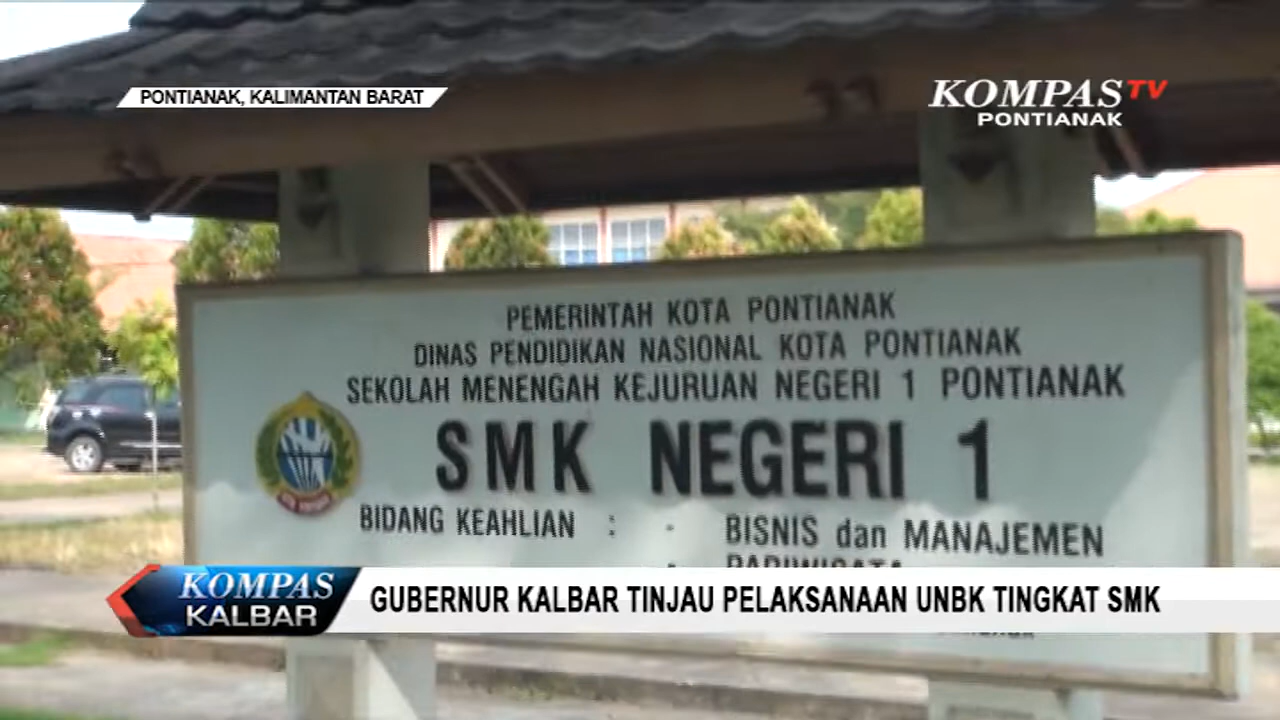 PONTIANAK, KALIMANTAN BARAT
KOMPAS TV
PONTIANAK
PEMERINTAH KOTA PONTIANAK
DINAS PENDIDIKAN NASIONAL KOTA PONTIANAK
SEKOLAH MENENGAH KEJURUAN NEGERI 1 PONTIANAK
SMK NEGERI 1
BIDANG KEAHLIAN : - BISNIS dan MANAJEMEN
PARIWISATA
KOMPAS
KALBAR
GUBERNUR KALBAR TINJAU PELAKSANAAN UNBK TINGKAT SMK